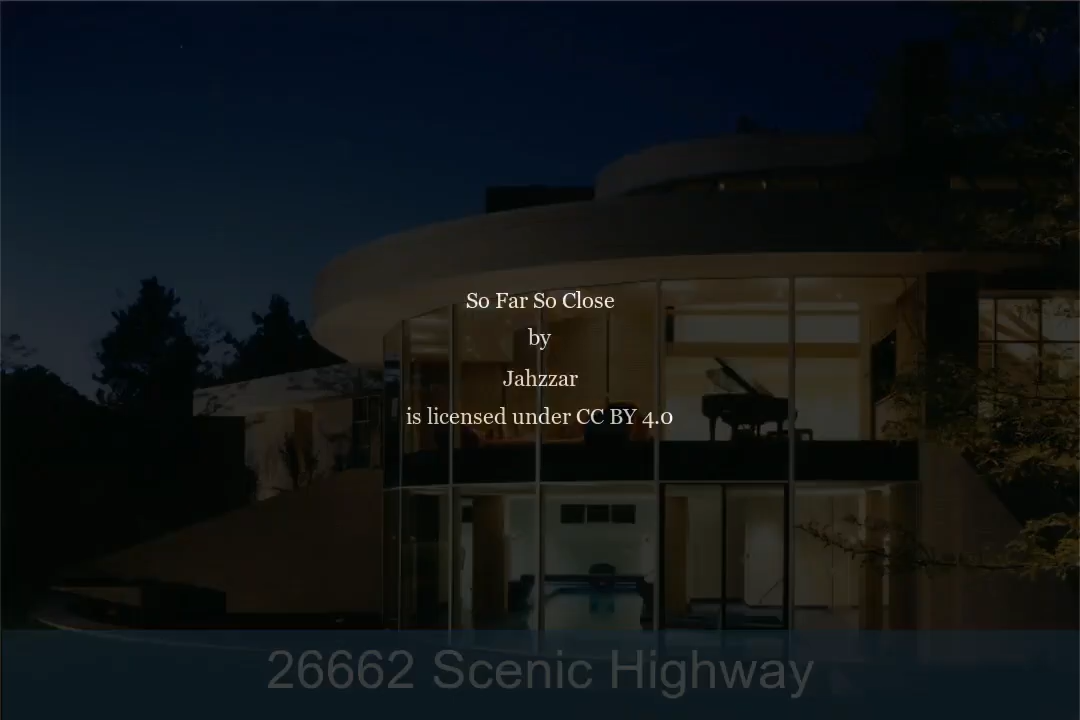 So Far So Close
by
Jahzzar
is licensed under CC BY 4.0
26662 Scenic Highway